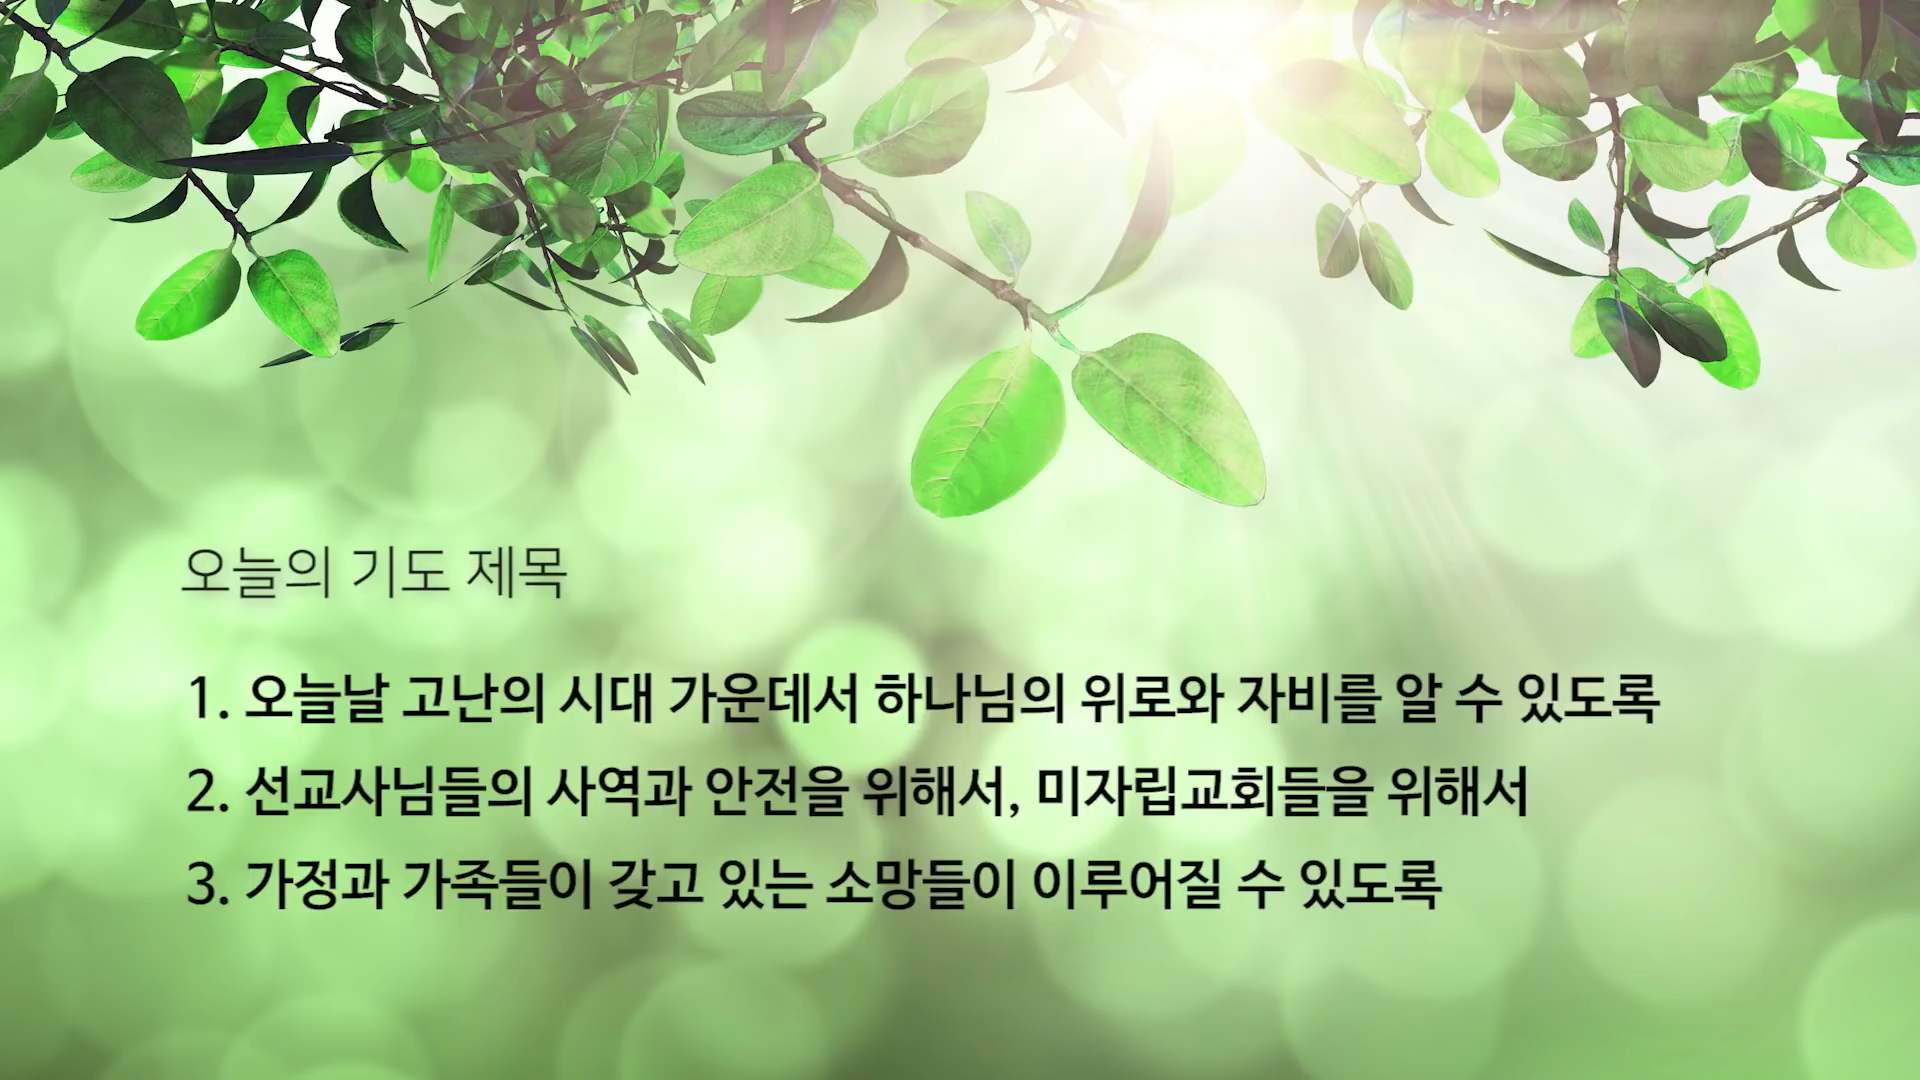 오늘의 기도 제목
1. 오늘날 고난의 시대 가운데서 하나님의 위로와 자비를 알 수 있도록
2. 선교사님들의 사역과 안전을 위해서, 미자립교회들을 위해서
3. 가정과 가족들이 갖고 있는 소망들이 이루어질 수 있도록